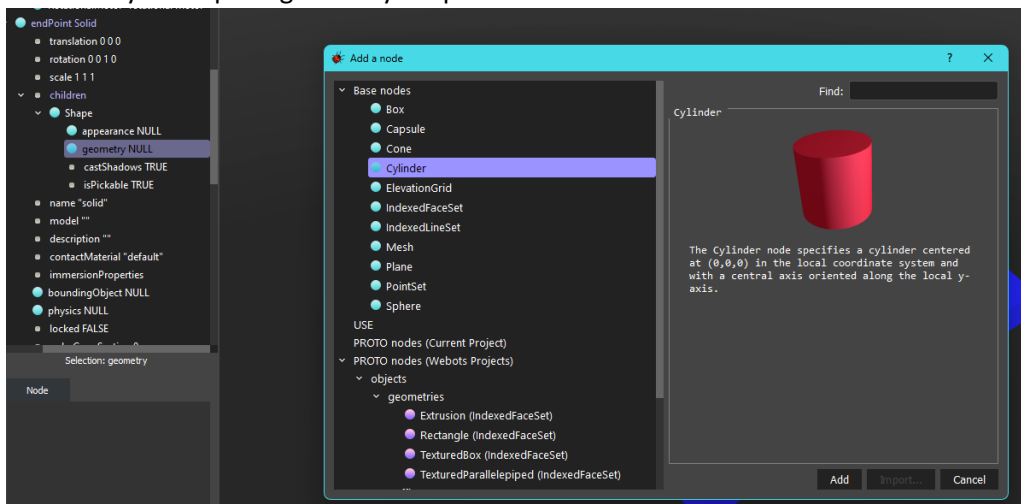 endPoint Solid
translation 0 0 0
rotation 0 0 1 0
scale 1 1 1
children
Shape
appearance NULL
geometry NULL
castShadows TRUE
isPickable TRUE
name "solid"
model ""
description ""
contactMaterial "default"
immersionProperties
boundingObject NULL
physics NULL
locked FALSE
Selection: geometry
Node
Add a node
? X
Base nodes
Box
Capsule
Cone
Cylinder
ElevationGrid
IndexedFaceSet
IndexedLineSet
Mesh
Plane
PointSet
Sphere
USE
PROTO nodes (Current Project)
PROTO nodes (Webots Projects)
objects
geometries
Extrusion (IndexedFaceSet)
Rectangle (IndexedFaceSet)
TexturedBox (IndexedFaceSet)
TexturedParallelepiped (IndexedFaceSet)
Find:
Cylinder
The Cylinder node specifies a cylinder centered
at (0,0,0) in the local coordinate system and
with a central axis oriented along the local y-
axis.
Add Import... Cancel